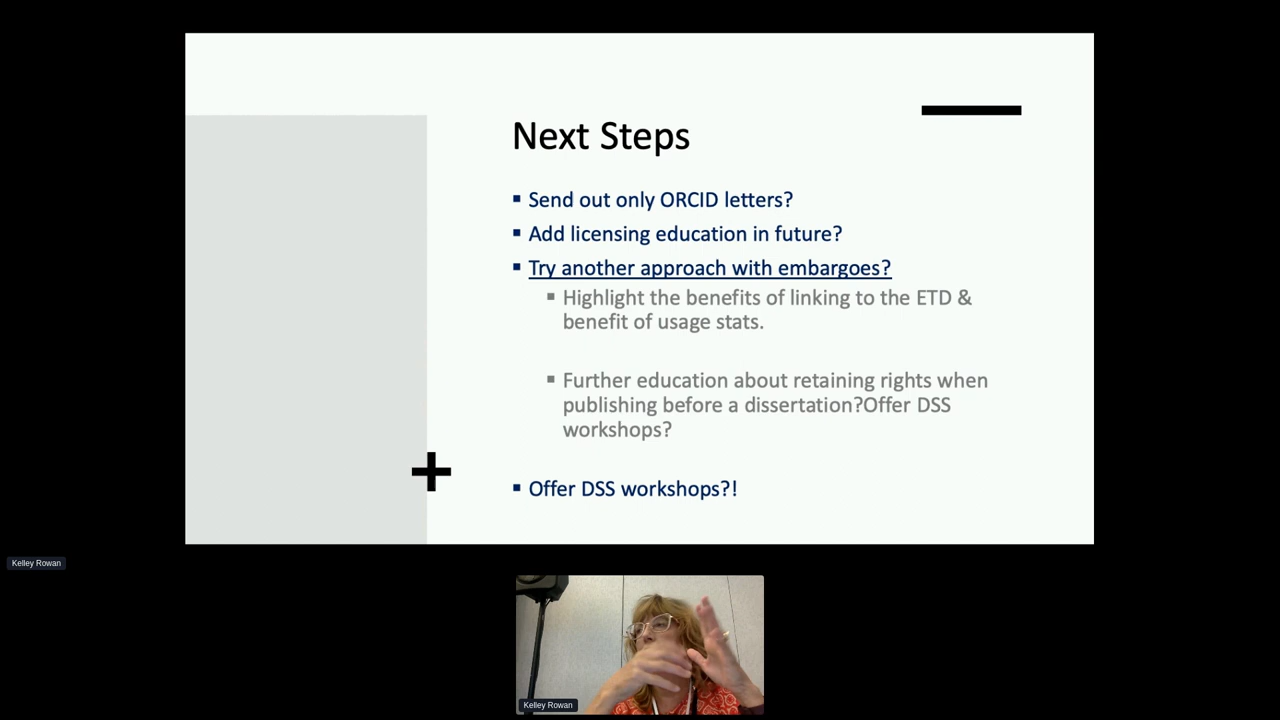 Next Steps
▪ Send out only ORCID letters?
▪ Add licensing education in future?
▪ Try another approach with embargoes?
▪ Highlight the benefits of linking to the ETD &
benefit of usage stats.
▪ Further education about retaining rights when
publishing before a dissertation?Offer DSS
workshops?
▪ Offer DSS workshops?!
Kelley Rowan
Kelley Rowan